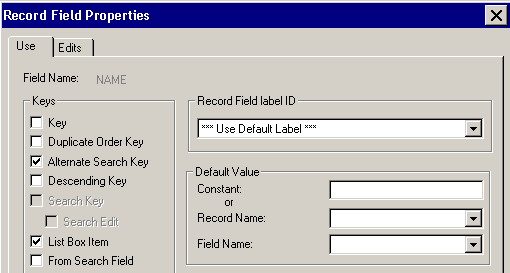 Record Field Properties
Use
Edits
Field Name: NAME
Keys
Key
Duplicate Order Key
Alternate Search Key
Descending Key
Search Key
Search Edit
List Box Item
From Search Field
Record Field label ID
*** Use Default Label ***
Default Value
Constant:
or
Record Name:
Field Name: